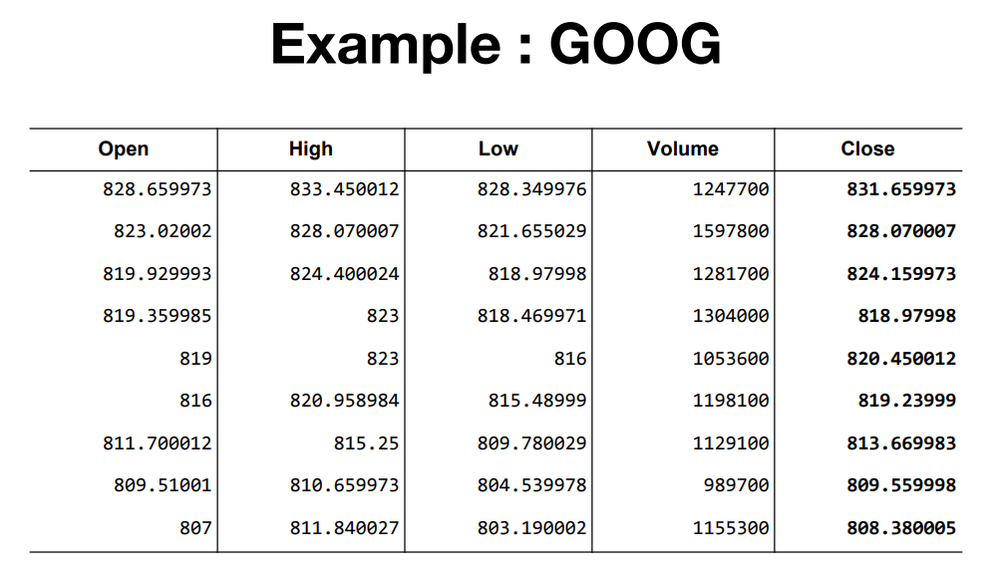 Example : GOOG
Open High Low Volume Close
828.659973 833.450012 828.349976 1247700 831.659973
823.02002 828.070007 821.655029 1597800 828.070007
819.929993 824.400024 818.97998 1281700 824.159973
819.359985 823 818.469971 1304000 818.97998
819 823 816 1053600 820.450012
816 820.958984 815.48999 1198100 819.23999
811.700012 815.25 809.780029 1129100 813.669983
809.51001 810.659973 804.539978 989700 809.559998
807 811.840027 803.190002 1155300 808.380005